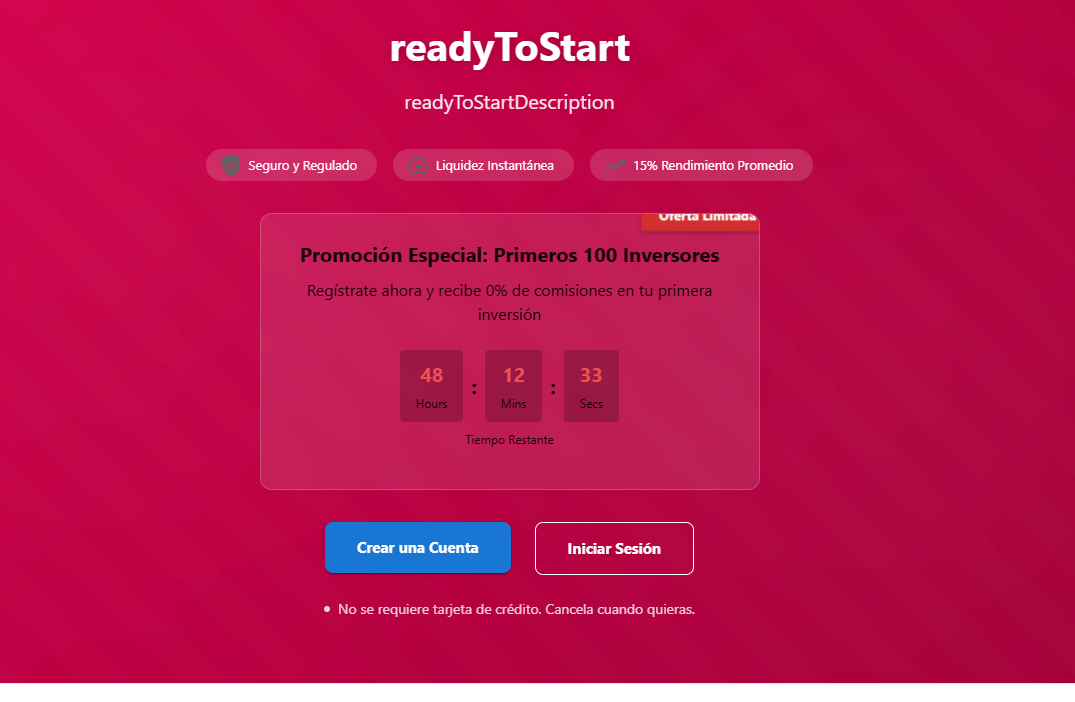 readyToStart
readyToStartDescription
Seguro y Regulado
Liquidez Instantánea
15% Rendimiento Promedio
Oferta Limitada
Promoción Especial: Primeros 100 Inversores
Regístrate ahora y recibe 0% de comisiones en tu primera
inversión
48 : 12 : 33
Hours Mins Secs
Tiempo Restante
Crear una Cuenta
Iniciar Sesión
No se requiere tarjeta de crédito. Cancela cuando quieras.